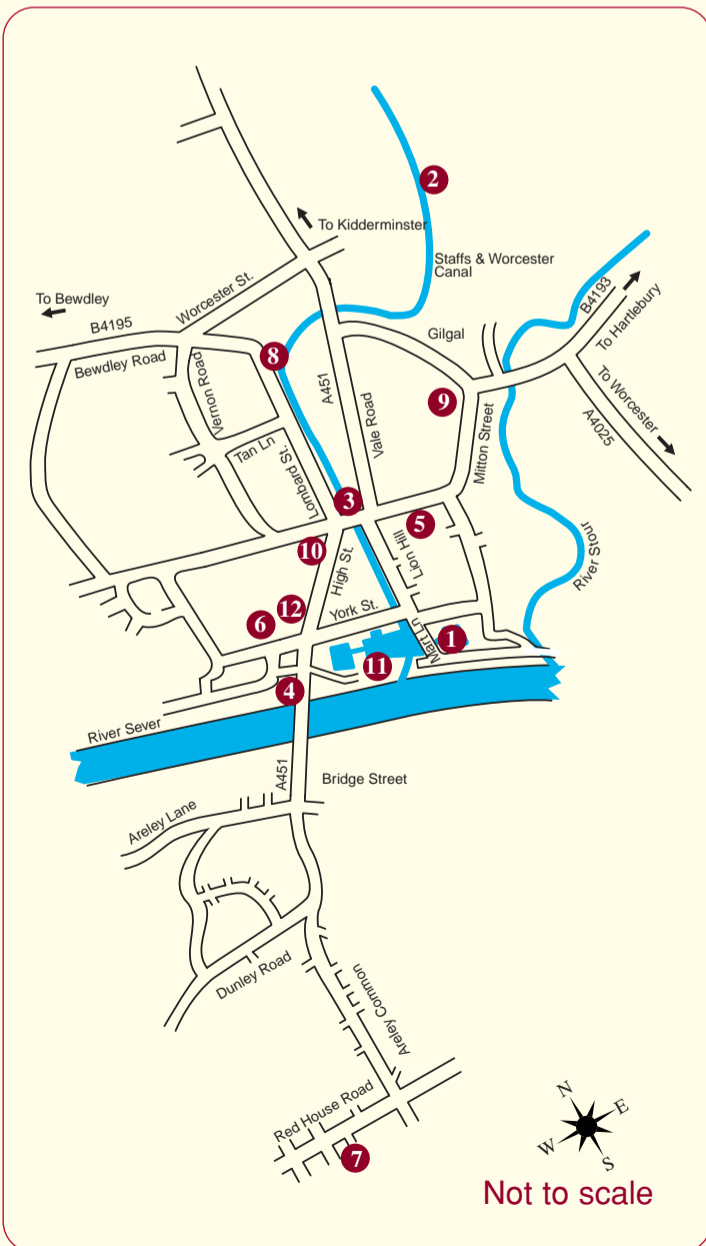 2
To Kidderminster
Staffs & Worcester
Canal
Worcester St.
To Bewdley
B4195
Bewdley Road
B4193
To Hartlebury
Gilgal
8
A451
Vernon Road
Vale Road
9
To Worcester
A4025
Mitton Street
Tan Ln
Lombard St.
3
5
10
High St.
Lion Hill
River Stour
12
6
York St.
Mart Ln
1
11
4
River Sever
A451
Bridge Street
Areley Lane
Dunley Road
Areley Common
Red House Road
7
N
E
W
S
Not to scale